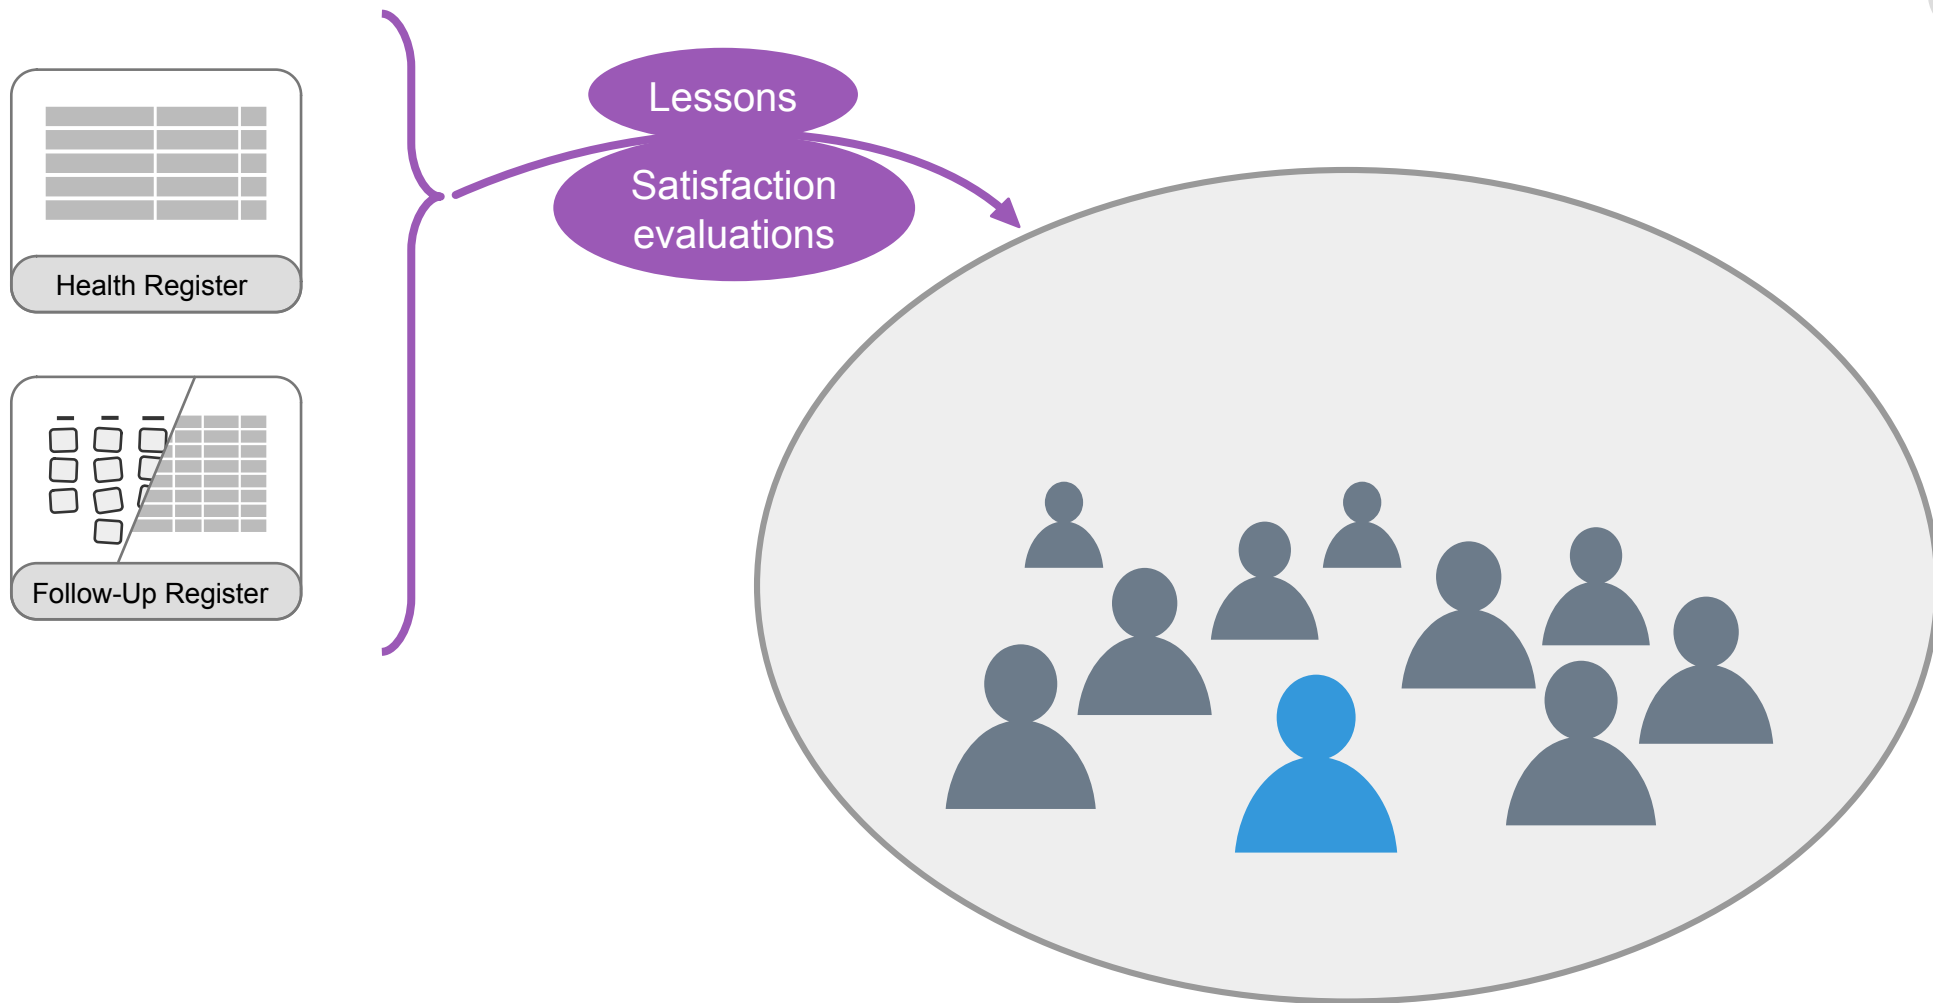 Lessons
Satisfaction
evaluations
Health Register
Follow-Up Register